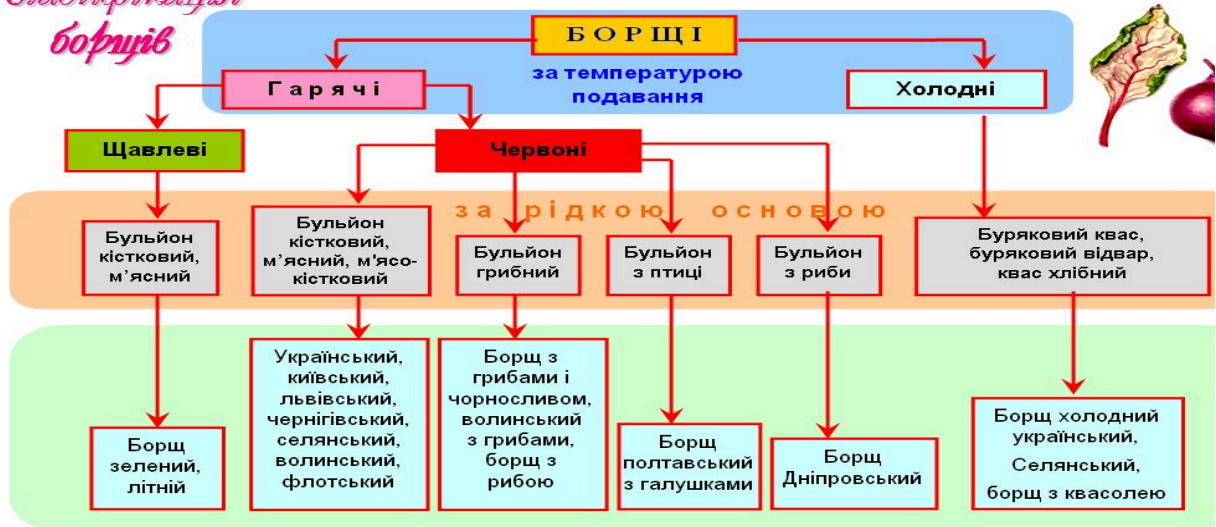 борщів
БОРЩІ
за температурою
подавання
Гарячі
Холодні
Щавлеві
Червоні
за рідкою основою
Бульйон
кістковий,
м’ясний
Бульйон
кістковий,
м’ясний, м'ясо-
кістковий
Бульйон
грибний
Бульйон
з птиці
Бульйон
з риби
Буряковий квас,
буряковий відвар,
квас хлібний
Борщ
зелений,
літній
Український,
київський,
львівський,
чернігівський,
селянський,
волинський,
флотський
Борщ з
грибами і
чорносливом,
волинський
з грибами,
борщ з
рибою
Борщ
полтавський
з галушками
Борщ
Дніпровський
Борщ холодний
український,
Селянський,
борщ з квасолею